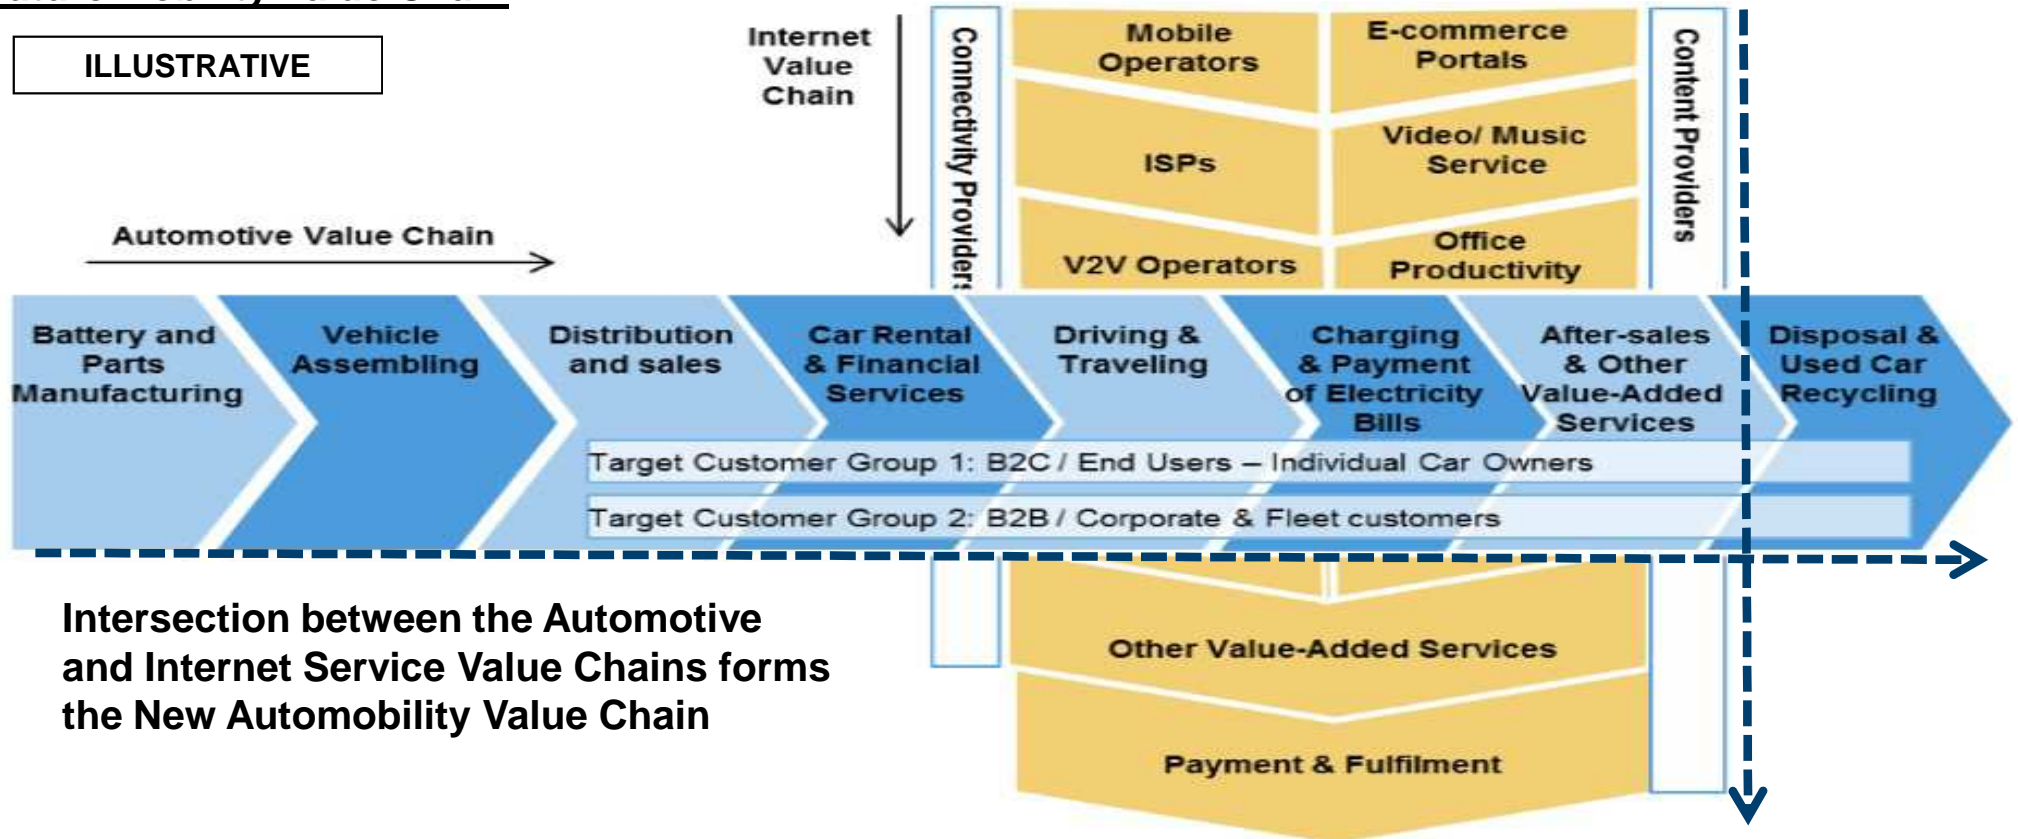 ILLUSTRATIVE
Internet
Value
Chain
Connectivity Providers
Mobile
Operators
E-commerce
Portals
Content Providers
ISPs
Video/ Music
Service
V2V Operators
Office
Productivity
Automotive Value Chain
Battery and
Parts
Manufacturing
Vehicle
Assembling
Distribution
and sales
Car Rental
& Financial
Services
Driving &
Traveling
Charging
& Payment
of Electricity
Bills
After-sales
& Other
Value-Added
Services
Disposal &
Used Car
Recycling
Target Customer Group 1: B2C / End Users – Individual Car Owners
Target Customer Group 2: B2B / Corporate & Fleet customers
Intersection between the Automotive
and Internet Service Value Chains forms
the New Automobility Value Chain
Other Value-Added Services
Payment & Fulfilment